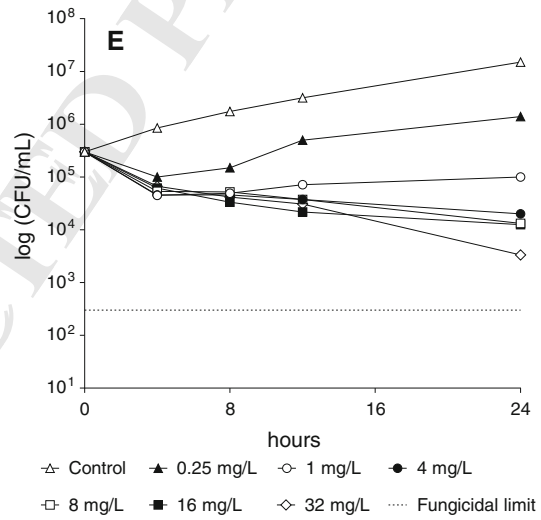 E
log (CFU/mL)
10⁸
10⁷
10⁶
10⁵
10⁴
10³
10²
10¹
0 8 16 24
hours
Control 0.25 mg/L 1 mg/L 4 mg/L
8 mg/L 16 mg/L 32 mg/L Fungicidal limit